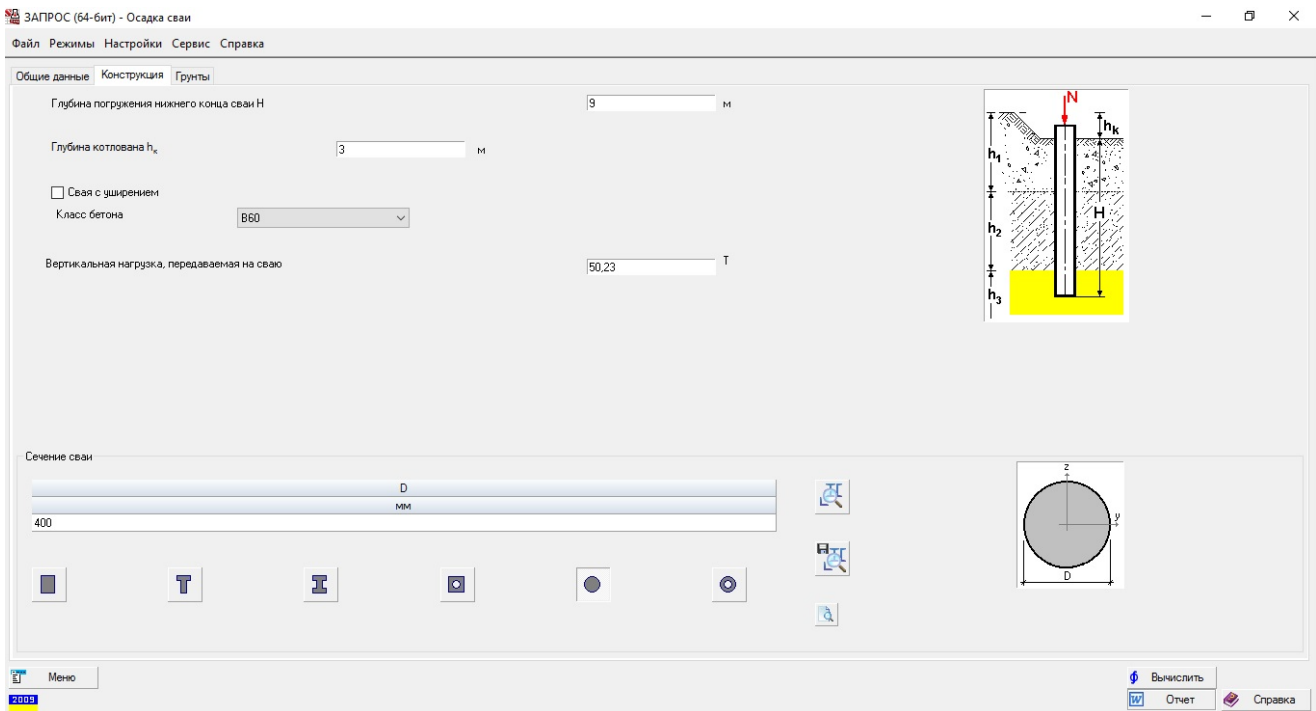 ЗАПРОС (64-бит) - Осадка сваи
Файл Режимы Настройки Сервис Справка
Общие данные Конструкция Грунты
Глубина погружения нижнего конца сваи H 9 м
Глубина котлована hк 3 м
Свая с уширением
Класс бетона B60
Вертикальная нагрузка, передаваемая на сваю 50,23 Т
N
hk
h1
H
h2
h3
Сечение сваи
D
мм
400
z
y
D
Меню
Вычислить
2009
W Отчет Справка